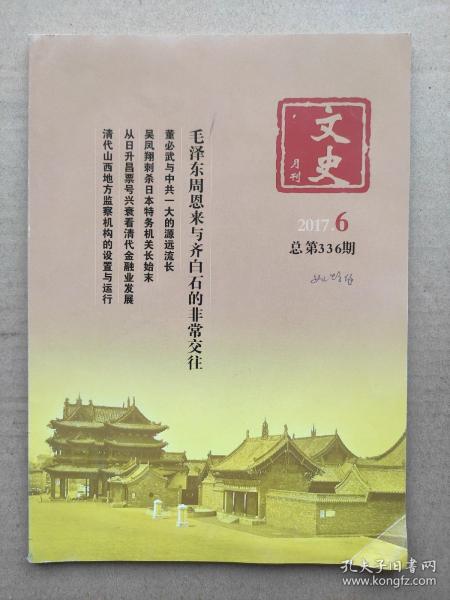 文史
月刊
2017.6
总第336期
毛泽东周恩来与齐白石的非常交往
董必武与中共一大的源远流长
吴凤翔刺杀日本特务机关长始末
从日升昌票号兴衰看清代金融业发展
清代山西地方监察机构的设置与运行
孔夫子旧书网
www.kongfz.com